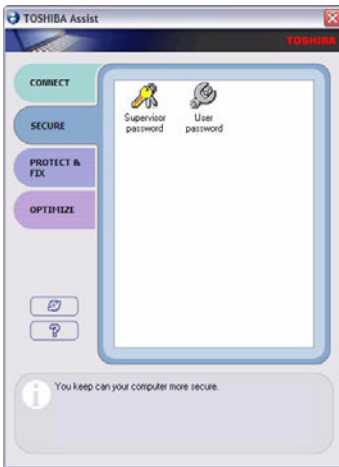 TOSHIBA Assist
TOSHIBA
CONNECT
SECURE
PROTECT &
FIX
OPTIMIZE
Supervisor
password
User
password
?
You keep can your computer more secure.